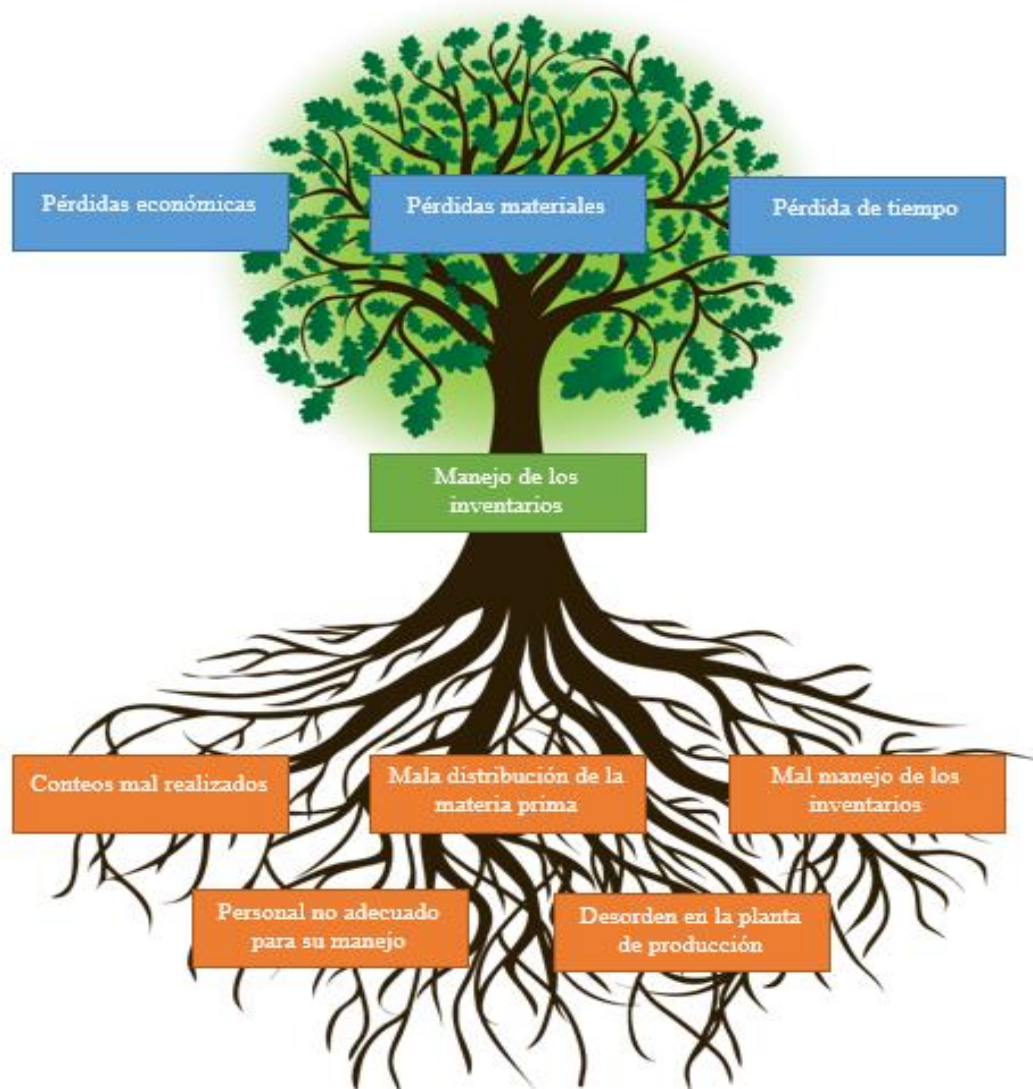 Pérdidas económicas
Pérdidas materiales
Pérdida de tiempo
Manejo de los
inventarios
Conteos mal realizados
Mala distribución de la
materia prima
Mal manejo de los
inventarios
Personal no adecuado
para su manejo
Desorden en la planta
de producción